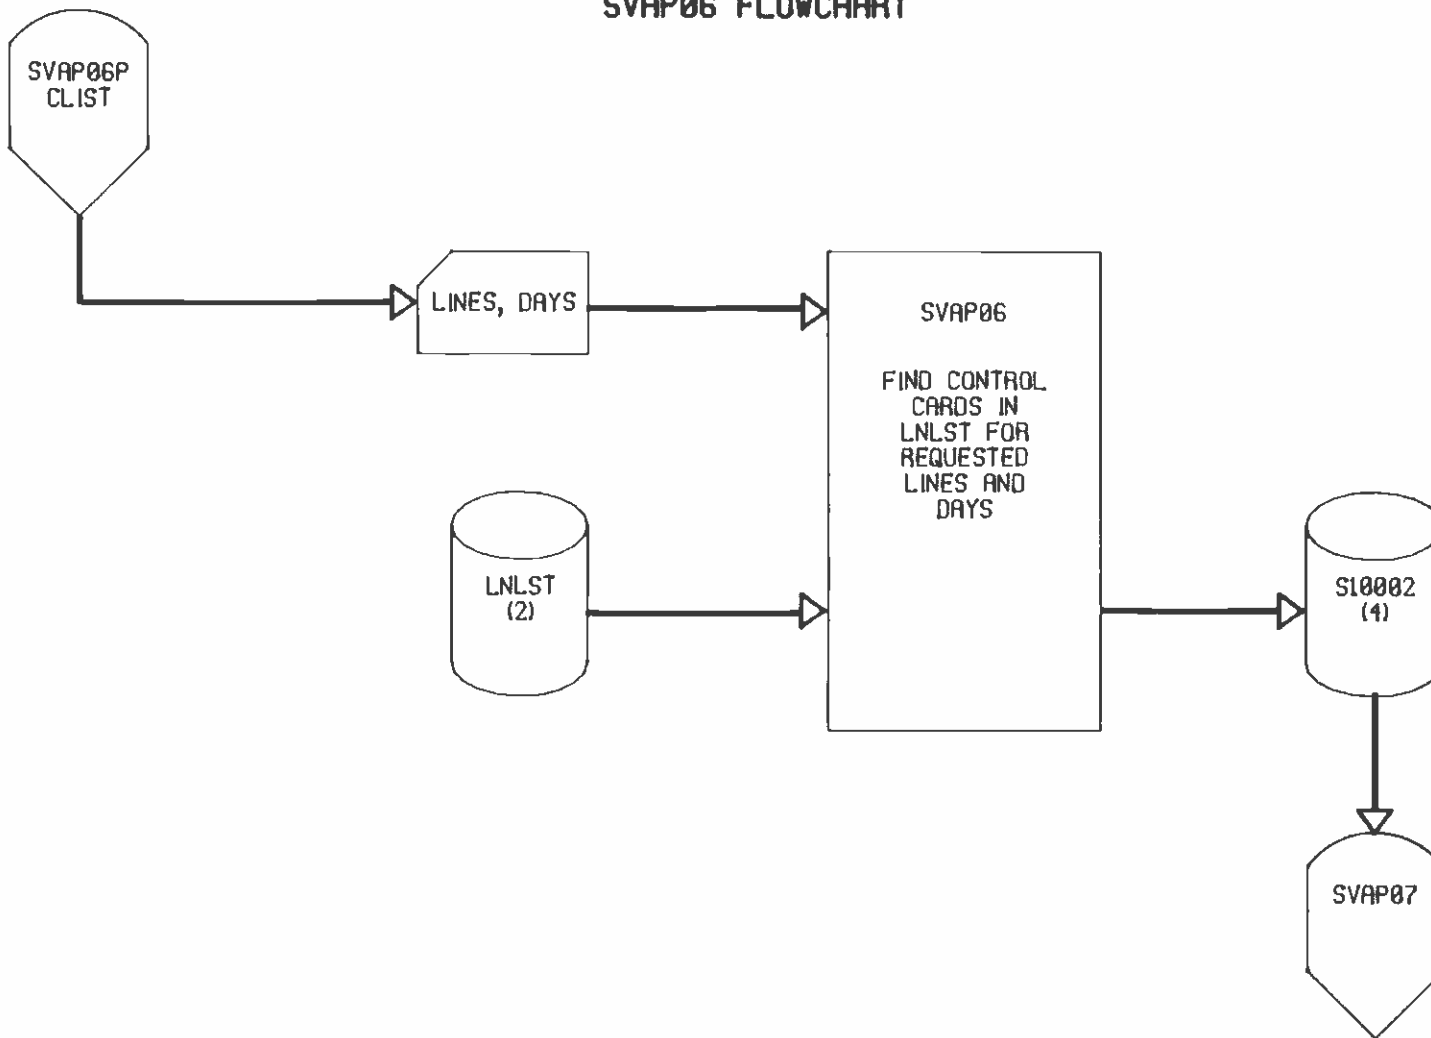 SVAP06 FLOWCHART
SVAP06P
CLIST
LINES, DAYS
SVAP06
FIND CONTROL
CARDS IN
LNLST FOR
REQUESTED
LINES AND
DAYS
LNLST
(2)
S10002
(4)
SVAP07